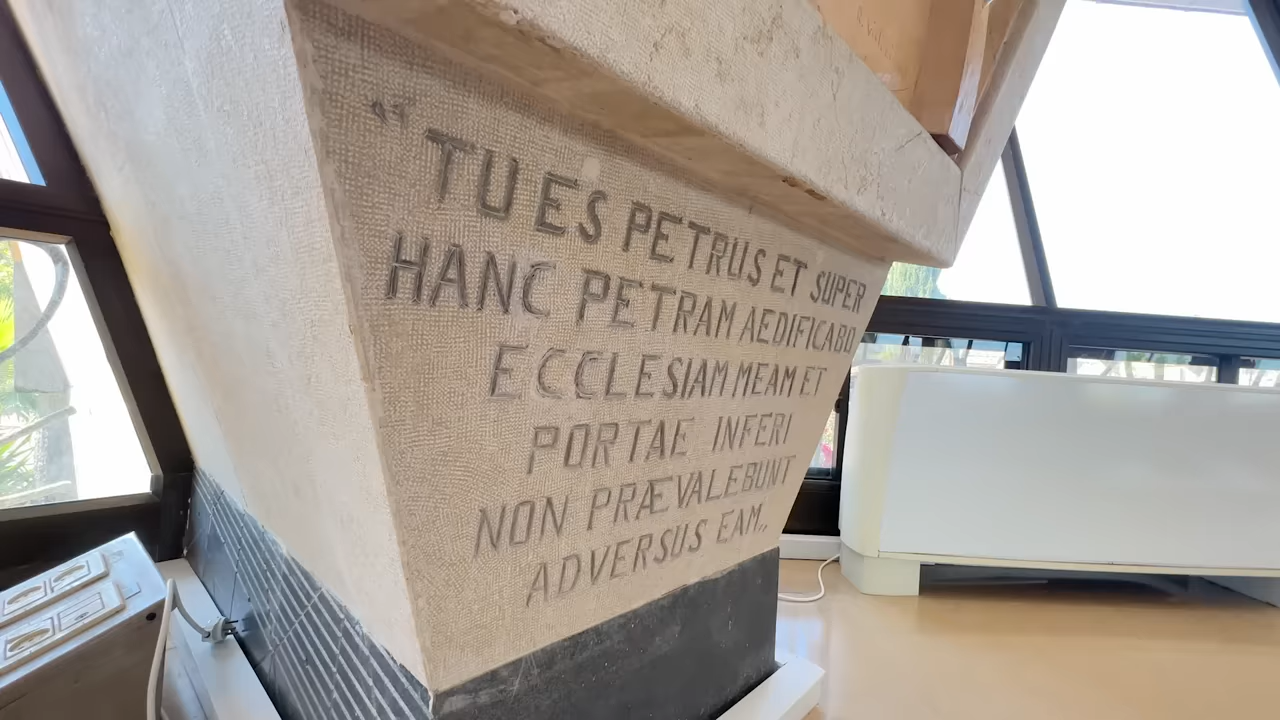 " TU ES PETRUS ET SUPER
HANC PETRAM AEDIFICABO
ECCLESIAM MEAM ET
PORTAE INFERI
NON PRÆVALEBUNT
ADVERSUS EAM„